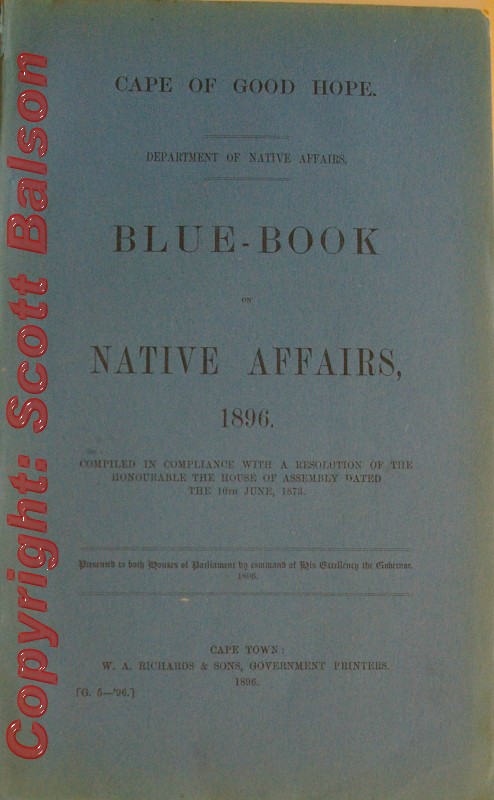 CAPE OF GOOD HOPE.
DEPARTMENT OF NATIVE AFFAIRS.
BLUE-BOOK
ON
NATIVE AFFAIRS,
1896.
COMPILED IN COMPLIANCE WITH A RESOLUTION OF THE
HONOURABLE THE HOUSE OF ASSEMBLY DATED
THE 10TH JUNE, 1873.
Presented to both Houses of Parliament by command of His Excellency the Governor.
1896.
CAPE TOWN:
W. A. RICHARDS & SONS, GOVERNMENT PRINTERS.
1896.
[G. 5—'96.]
Copyright: Scott Balson